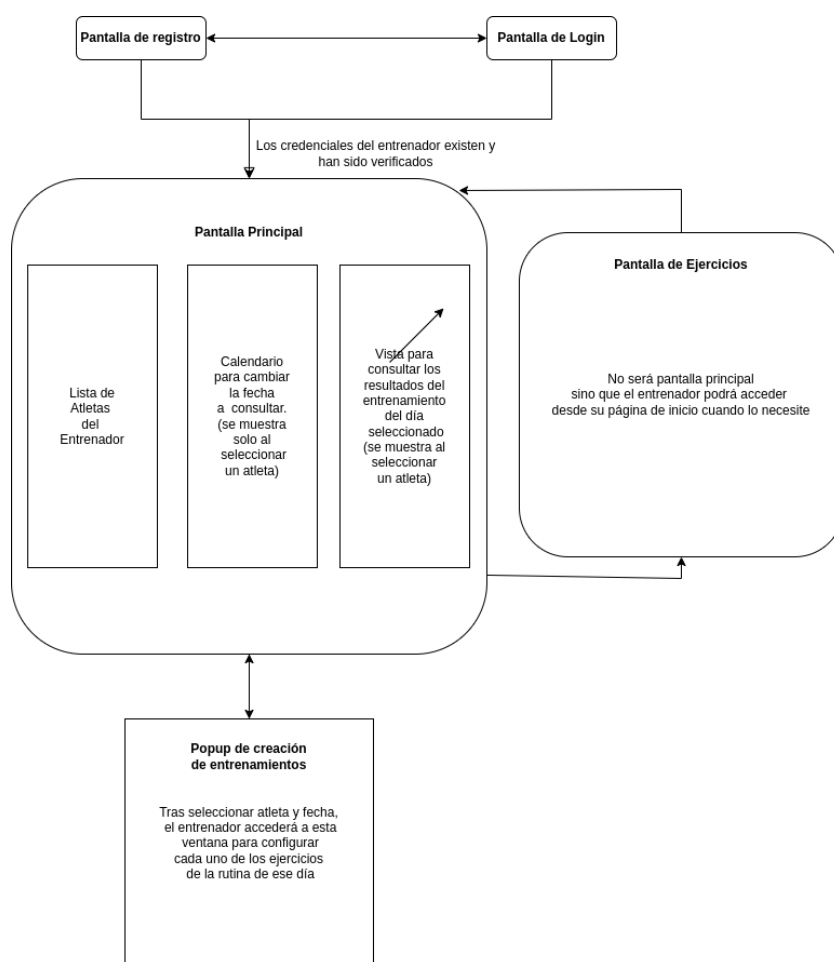 Pantalla de registro
Pantalla de Login
Los credenciales del entrenador existen y
han sido verificados
Pantalla Principal
Lista de
Atletas
del
Entrenador
Calendario
para cambiar
la fecha
a consultar.
(se muestra
solo al
seleccionar
un atleta)
Vista para
consultar los
resultados del
entrenamiento
del día
seleccionado
(se muestra al
seleccionar
un atleta)
Pantalla de Ejercicios
No será pantalla principal
sino que el entrenador podrá acceder
desde su página de inicio cuando lo necesite
Popup de creación
de entrenamientos
Tras seleccionar atleta y fecha,
el entrenador accederá a esta
ventana para configurar
cada uno de los ejercicios
de la rutina de ese día